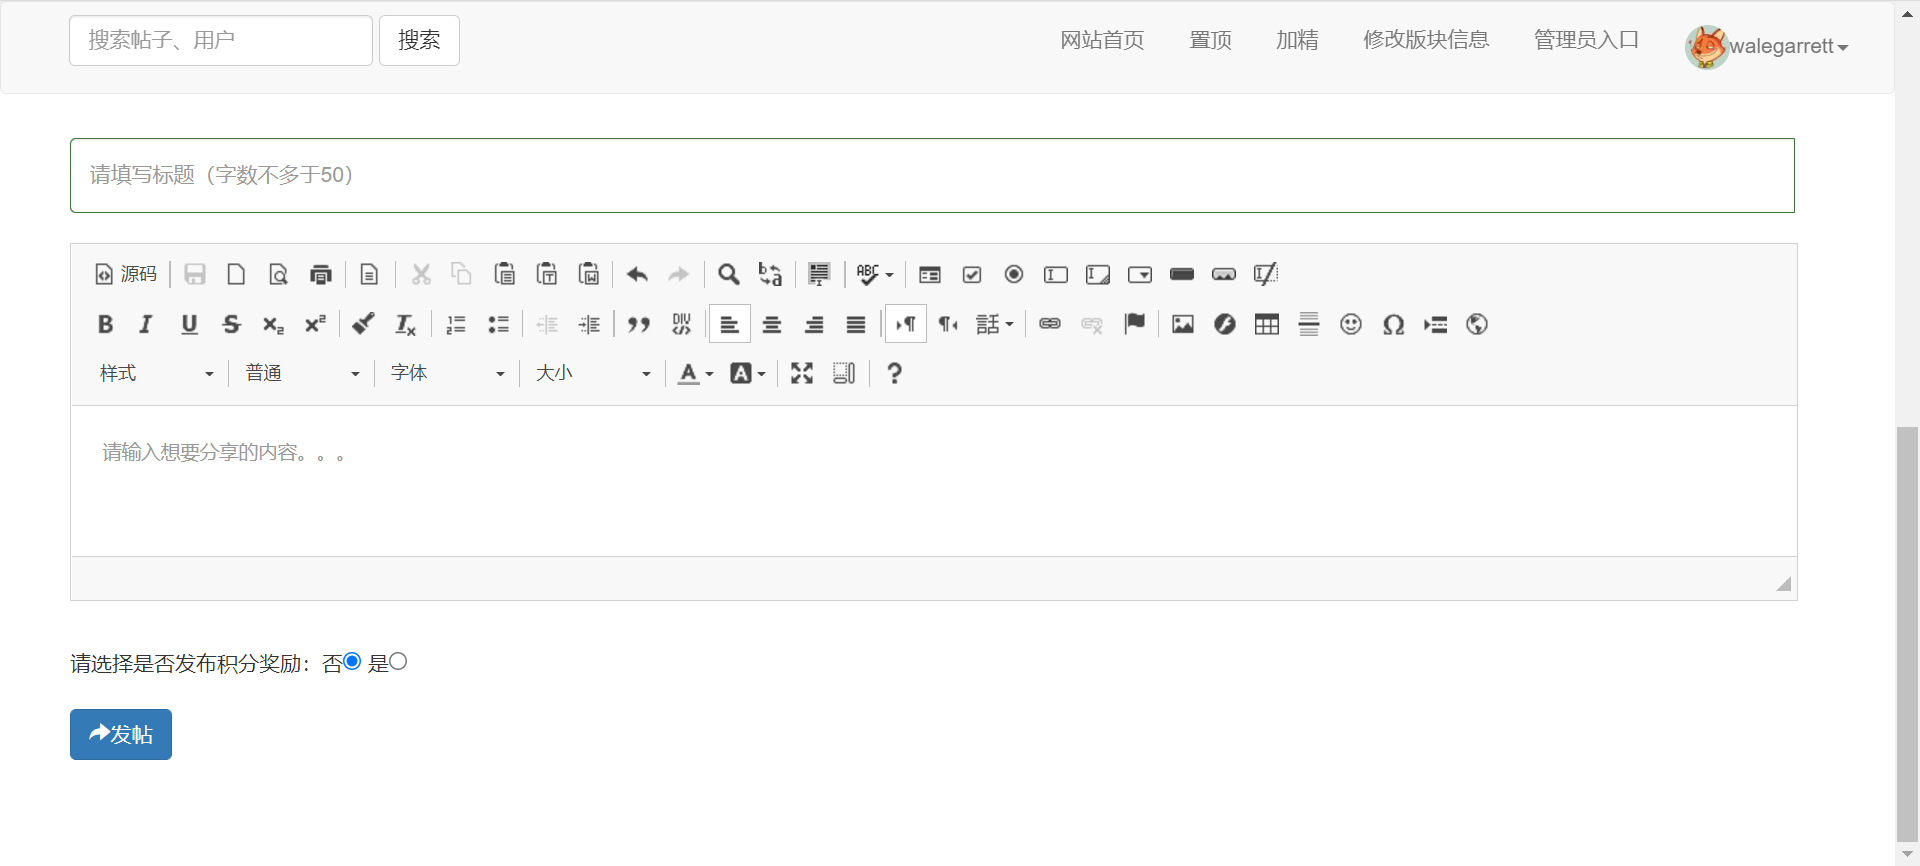 搜索帖子、用户 搜索 网站首页 置顶 加精 修改版块信息 管理员入口 walegarrett
请填写标题（字数不多于50）
源码
样式 普通 字体 大小
请输入想要分享的内容。。。
请选择是否发布积分奖励：否 是
发帖